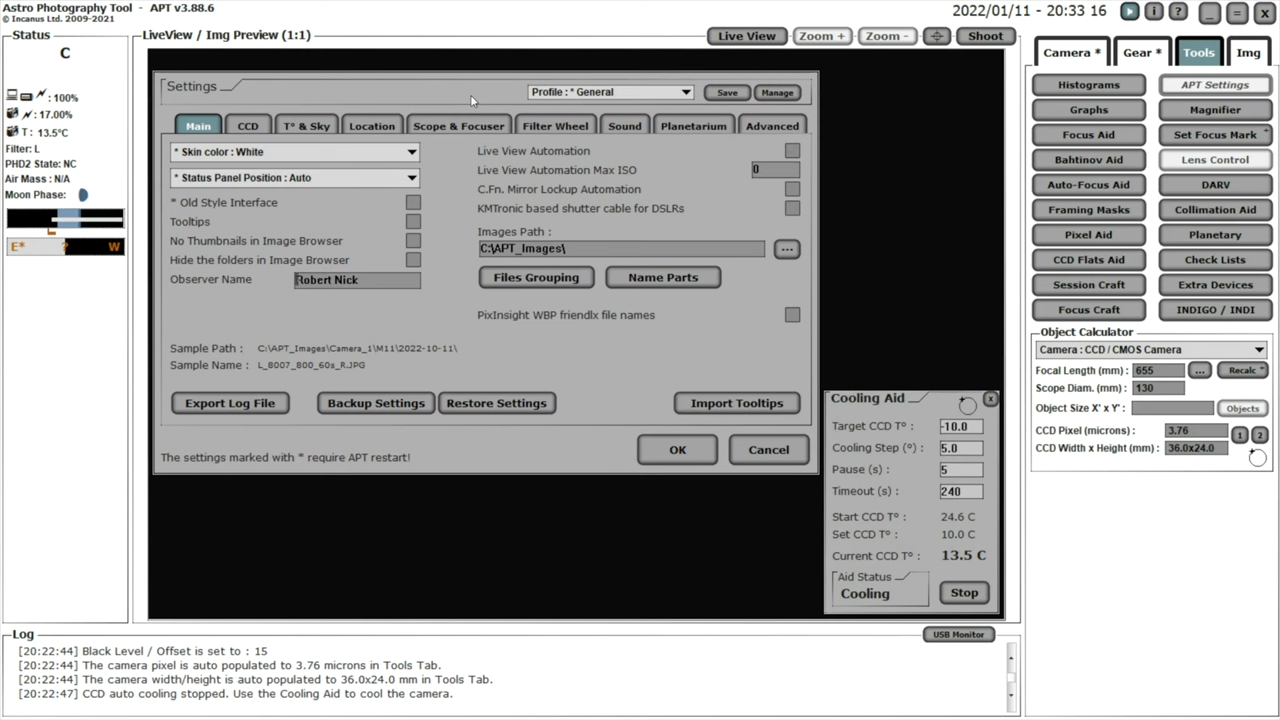 Astro Photography Tool - APT v3.88.6
© Incanus Ltd. 2009-2021
2022/01/11 - 20:33 16
i
?
_
=
X
Status
C
: 100%
: 17.00%
T : 13.5°C
Filter: L
PHD2 State: NC
Air Mass: N/A
Moon Phase:
E* ? W
LiveView / Img Preview (1:1)
Live View
Zoom +
Zoom -
Shoot
Settings
Profile : * General
Save
Manage
Main
CCD
T° & Sky
Location
Scope & Focuser
Filter Wheel
Sound
Planetarium
Advanced
* Skin color : White
* Status Panel Position : Auto
* Old Style Interface
Tooltips
No Thumbnails in Image Browser
Hide the folders in Image Browser
Observer Name Robert Nick
Live View Automation
Live View Automation Max ISO 0
C.Fn. Mirror Lockup Automation
KMTronic based shutter cable for DSLRs
Images Path :
C:\APT_Images\ ...
Files Grouping
Name Parts
PixInsight WBP friendlx file names
Sample Path : C:\APT_Images\Camera_1\M11\2022-10-11\
Sample Name : L_8007_800_60s_R.JPG
Export Log File
Backup Settings
Restore Settings
Import Tooltips
OK
Cancel
The settings marked with * require APT restart!
Cooling Aid
x
Target CCD T° : -10.0
Cooling Step (°) : 5.0
Pause (s) : 5
Timeout (s) : 240
Start CCD T° : 24.6 C
Set CCD T° : 10.0 C
Current CCD T° : 13.5 C
Aid Status
Cooling
Stop
Camera *
Gear *
Tools
Img
Histograms
APT Settings
Graphs
Magnifier
Focus Aid
Set Focus Mark +
Bahtinov Aid
Lens Control
Auto-Focus Aid
DARV
Framing Masks
Collimation Aid
Pixel Aid
Planetary
CCD Flats Aid
Check Lists
Session Craft
Extra Devices
Focus Craft
INDIGO / INDI
Object Calculator
Camera : CCD / CMOS Camera
Focal Length (mm) : 655 ... Recalc
Scope Diam. (mm) : 130
Object Size X' x Y' : Objects
CCD Pixel (microns) : 3.76 1 2
CCD Width x Height (mm) : 36.0x24.0
Log
USB Monitor
[20:22:44] Black Level / Offset is set to : 15
[20:22:44] The camera pixel is auto populated to 3.76 microns in Tools Tab.
[20:22:44] The camera width/height is auto populated to 36.0x24.0 mm in Tools Tab.
[20:22:47] CCD auto cooling stopped. Use the Cooling Aid to cool the camera.